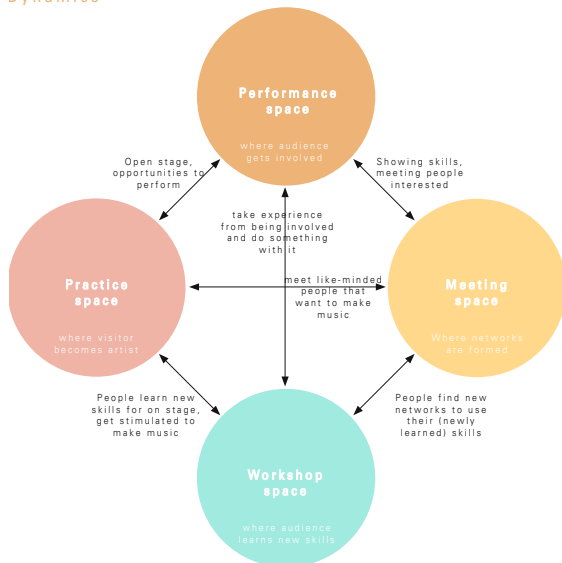 Dynamics
Performance
space
where audience
gets involved
Open stage,
opportunities to
perform
Showing skills,
meeting people
interested
take experience
from being involved
and do something
with it
Practice
space
where visitor
becomes artist
meet like-minded
people that
want to make
music
Meeting
space
Where networks
are formed
People learn new
skills for on stage,
get stimulated to
make music
People find new
networks to use
their (newly
learned) skills
Workshop
space
where audience
learns new skills